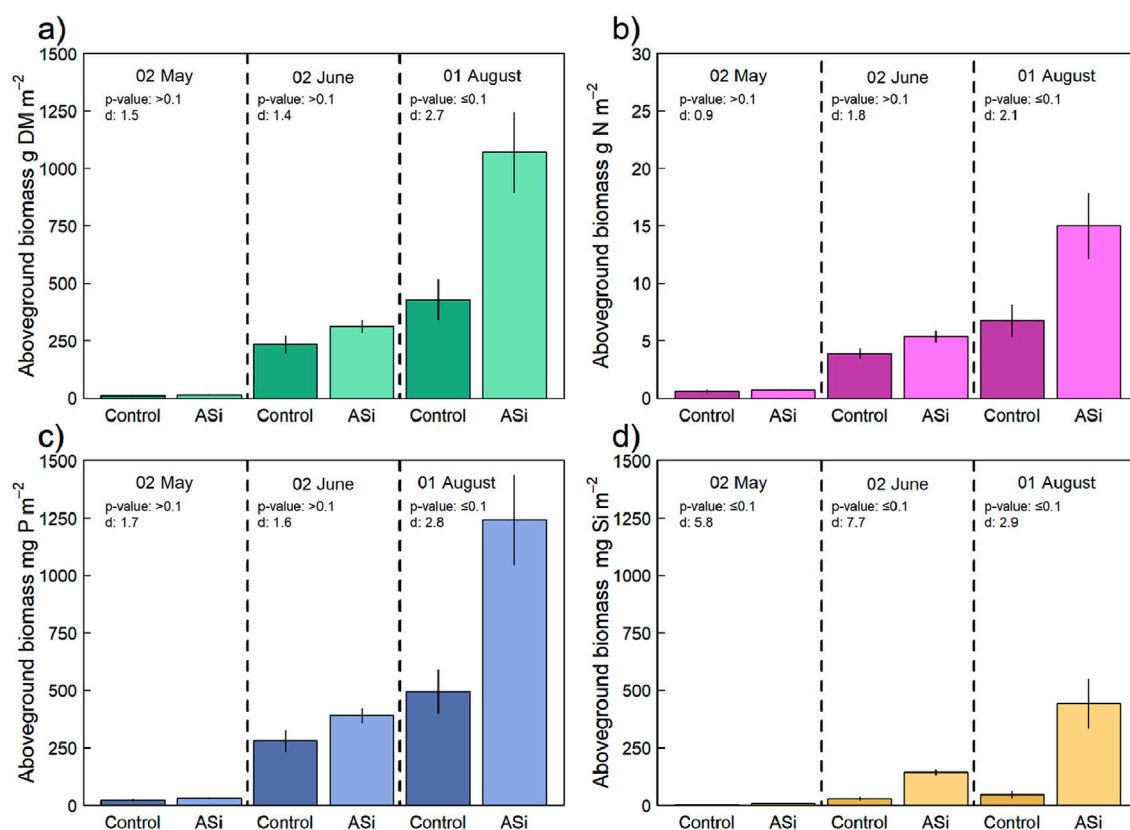 a)
Aboveground biomass g DM m⁻²
1500
1250
1000
750
500
250
0
02 May
p-value: >0.1
d: 1.5
02 June
p-value: >0.1
d: 1.4
01 August
p-value: ≤0.1
d: 2.7
Control ASi Control ASi Control ASi
b)
Aboveground biomass g N m⁻²
30
25
20
15
10
5
0
02 May
p-value: >0.1
d: 0.9
02 June
p-value: >0.1
d: 1.8
01 August
p-value: ≤0.1
d: 2.1
Control ASi Control ASi Control ASi
c)
Aboveground biomass mg P m⁻²
1500
1250
1000
750
500
250
0
02 May
p-value: >0.1
d: 1.7
02 June
p-value: >0.1
d: 1.6
01 August
p-value: ≤0.1
d: 2.8
Control ASi Control ASi Control ASi
d)
Aboveground biomass mg Si m⁻²
1500
1250
1000
750
500
250
0
02 May
p-value: ≤0.1
d: 5.8
02 June
p-value: ≤0.1
d: 7.7
01 August
p-value: ≤0.1
d: 2.9
Control ASi Control ASi Control ASi